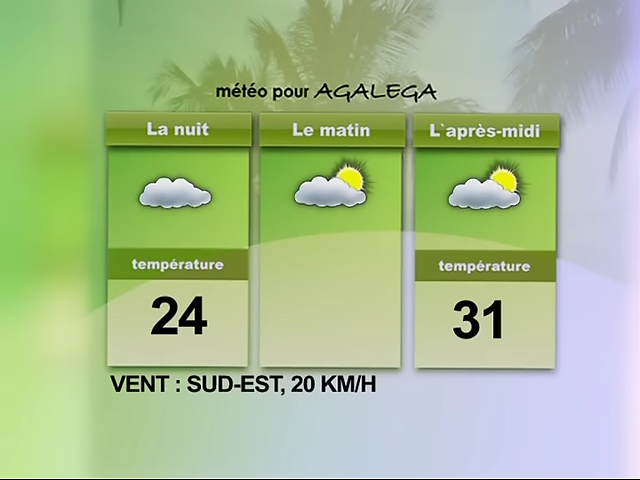 météo pour AGALEGA
La nuit
Le matin
L`après-midi
température
température
24
31
VENT : SUD-EST, 20 KM/H